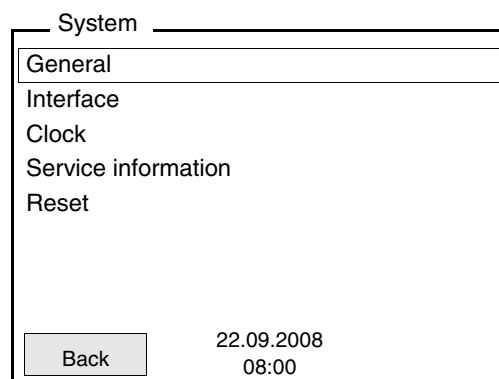 System
General
Interface
Clock
Service information
Reset
22.09.2008
Back
08:00